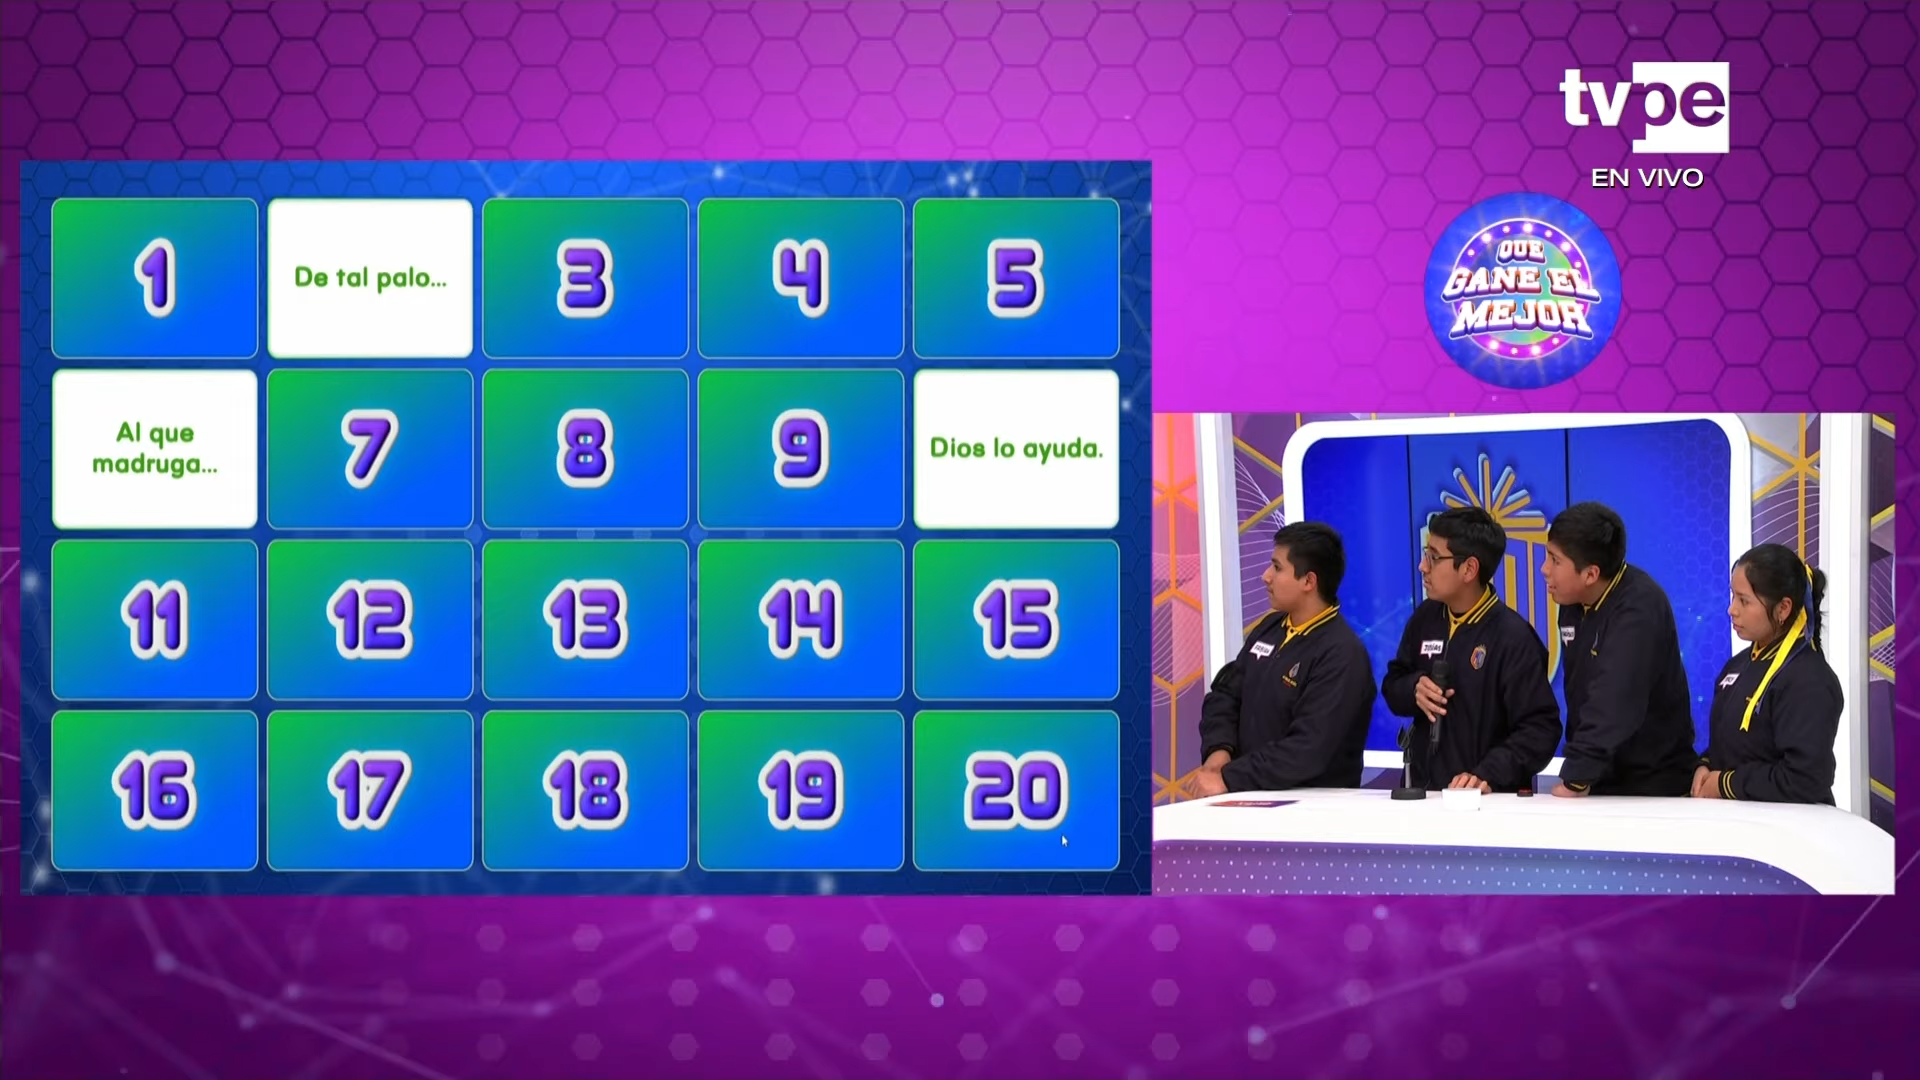 tvpe
EN VIVO
QUE
GANE EL
MEJOR
1
De tal palo...
3
4
5
Al que
madruga...
7
8
9
Dios lo ayuda.
11
12
13
14
15
16
17
18
19
20
JOSÍAS